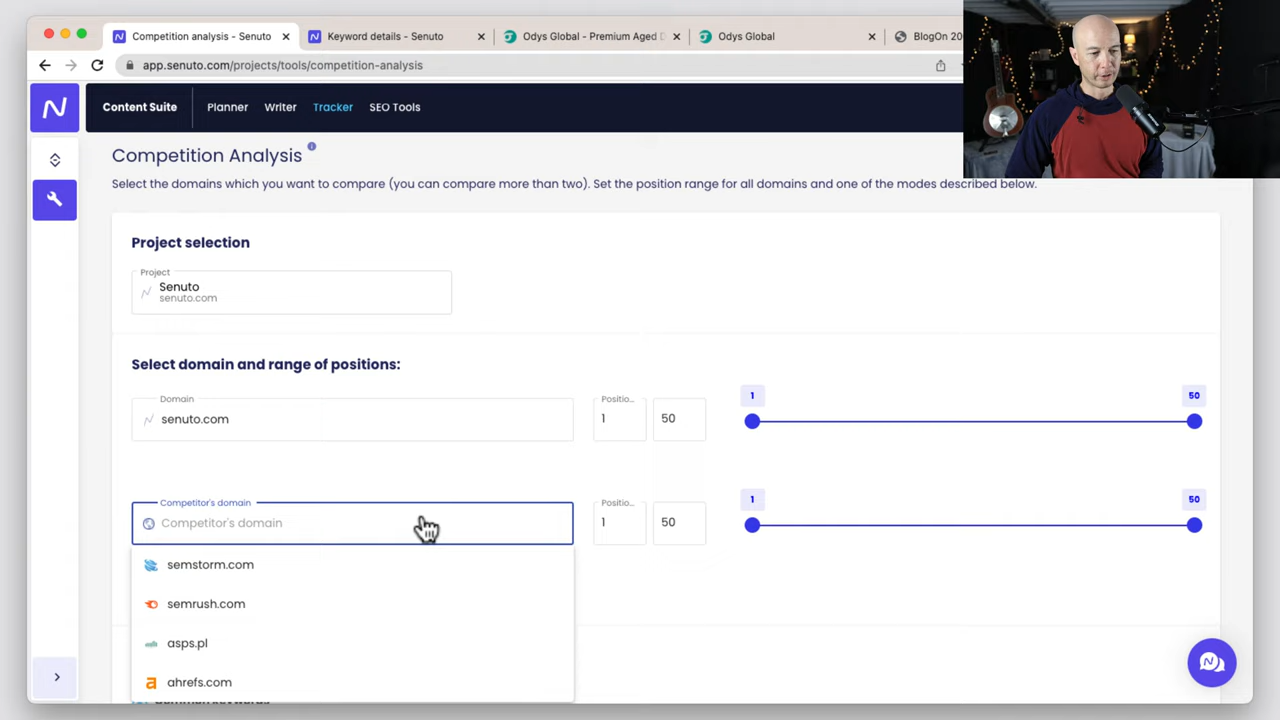 Competition analysis - Senuto
Keyword details - Senuto
Odys Global - Premium Aged D
Odys Global
BlogOn 20
app.senuto.com/projects/tools/competition-analysis
Content Suite
Planner
Writer
Tracker
SEO Tools
Competition Analysis
Select the domains which you want to compare (you can compare more than two). Set the position range for all domains and one of the modes described below.
Project selection
Project
Senuto
senuto.com
Select domain and range of positions:
Domain
senuto.com
Positio...
1
50
1
50
Competitor's domain
Competitor's domain
Positio...
1
50
1
50
semstorm.com
semrush.com
asps.pl
ahrefs.com